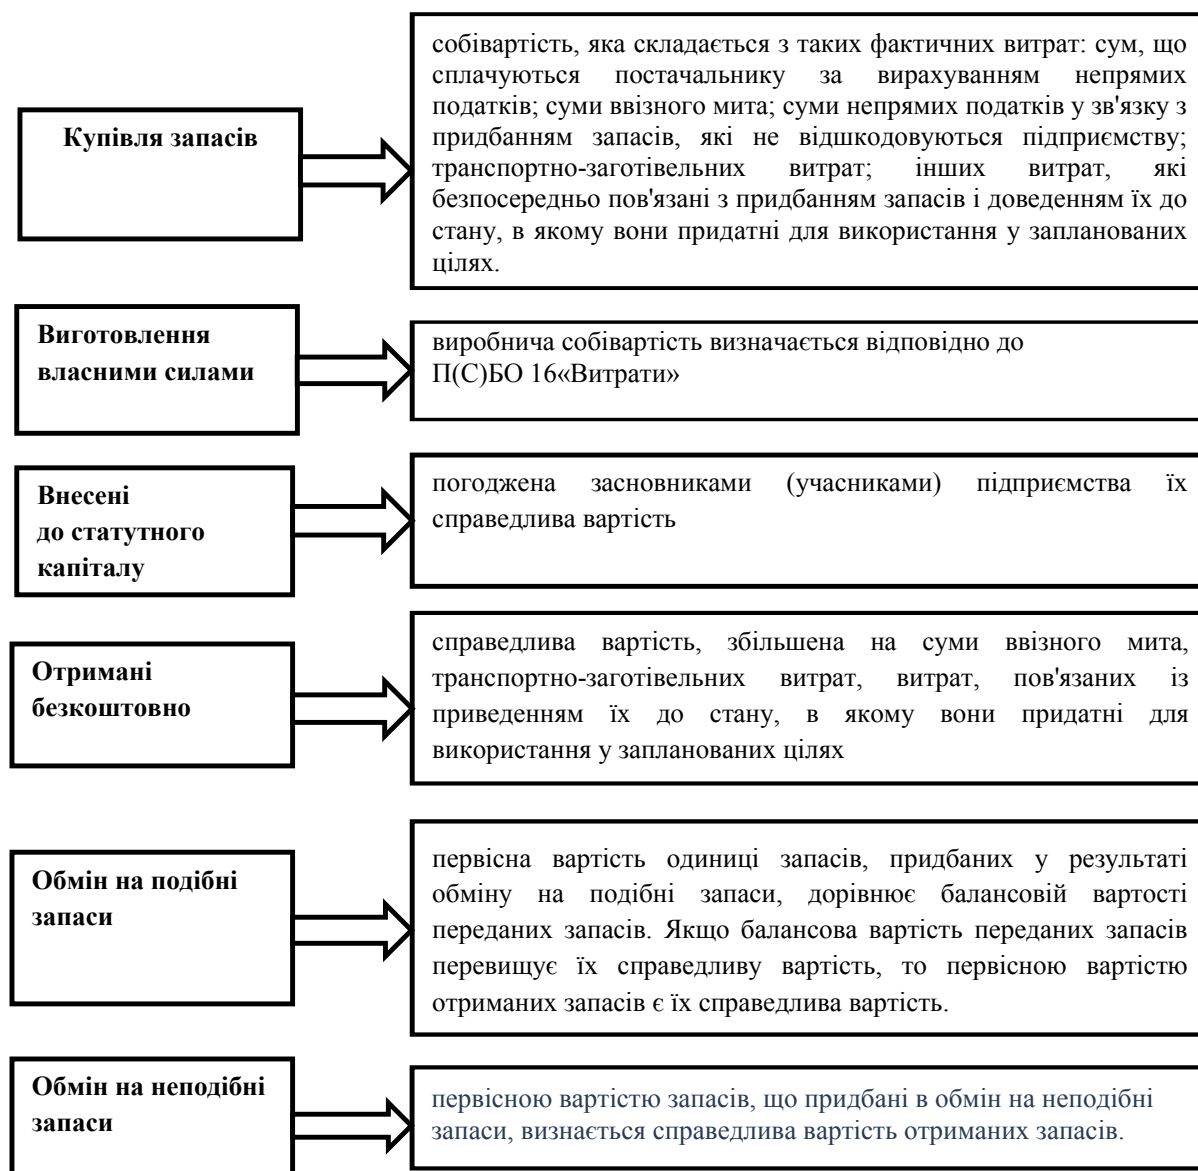 Купівля запасів
собівартість, яка складається з таких фактичних витрат: сум, що
сплачуються постачальнику за вирахуванням непрямих
податків; суми ввізного мита; суми непрямих податків у зв'язку з
придбанням запасів, які не відшкодовуються підприємству;
транспортно-заготівельних витрат; інших витрат, які
безпосередньо пов'язані з придбанням запасів і доведенням їх до
стану, в якому вони придатні для використання у запланованих
цілях.
Виготовлення
власними силами
виробнича собівартість визначається відповідно до
П(С)БО 16«Витрати»
Внесені
до статутного
капіталу
погоджена засновниками (учасниками) підприємства їх
справедлива вартість
Отримані
безкоштовно
справедлива вартість, збільшена на суми ввізного мита,
транспортно-заготівельних витрат, витрат, пов'язаних із
приведенням їх до стану, в якому вони придатні для
використання у запланованих цілях
Обмін на подібні
запаси
первісна вартість одиниці запасів, придбаних у результаті
обміну на подібні запаси, дорівнює балансовій вартості
переданих запасів. Якщо балансова вартість переданих запасів
перевищує їх справедливу вартість, то первісною вартістю
отриманих запасів є їх справедлива вартість.
Обмін на неподібні
запаси
первісною вартістю запасів, що придбані в обмін на неподібні
запаси, визнається справедлива вартість отриманих запасів.